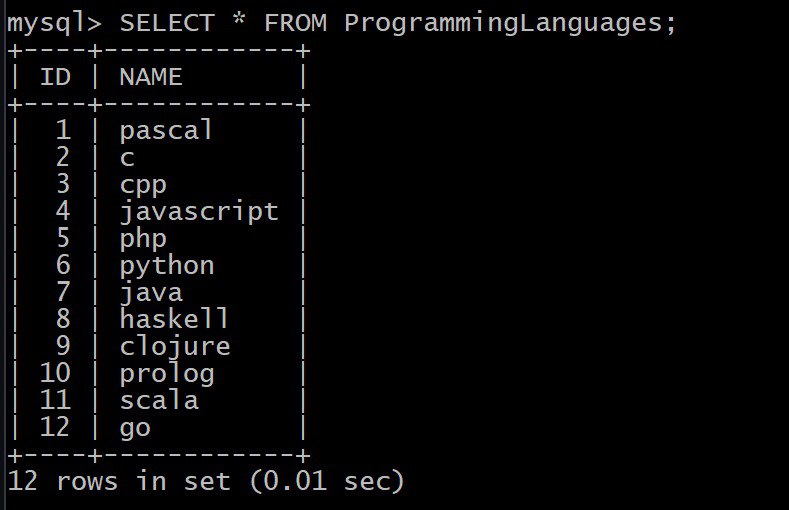 mysql> SELECT * FROM ProgrammingLanguages;
+----+------------+
| ID | NAME       |
+----+------------+
|  1 | pascal     |
|  2 | c          |
|  3 | cpp        |
|  4 | javascript |
|  5 | php        |
|  6 | python     |
|  7 | java       |
|  8 | haskell    |
|  9 | clojure    |
| 10 | prolog     |
| 11 | scala      |
| 12 | go         |
+----+------------+
12 rows in set (0.01 sec)